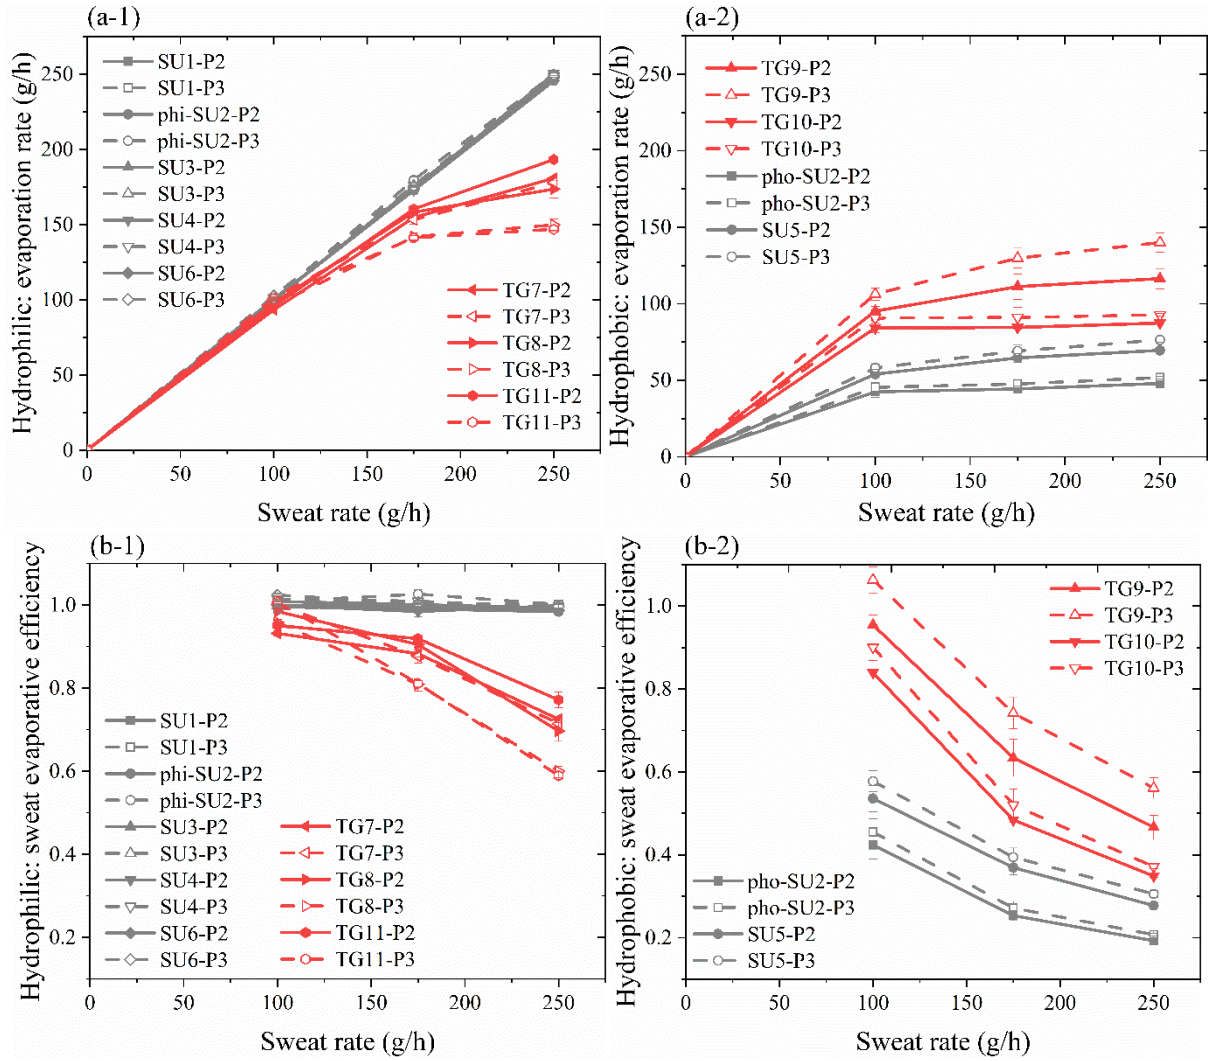 (a-1)
Hydrophilic: evaporation rate (g/h)
250
200
150
100
50
0
SU1-P2
SU1-P3
phi-SU2-P2
phi-SU2-P3
SU3-P2
SU3-P3
SU4-P2
SU4-P3
SU6-P2
SU6-P3
TG7-P2
TG7-P3
TG8-P2
TG8-P3
TG11-P2
TG11-P3
0 50 100 150 200 250
Sweat rate (g/h)
(a-2)
Hydrophobic: evaporation rate (g/h)
250
200
150
100
50
0
TG9-P2
TG9-P3
TG10-P2
TG10-P3
pho-SU2-P2
pho-SU2-P3
SU5-P2
SU5-P3
0 50 100 150 200 250
Sweat rate (g/h)
(b-1)
Hydrophilic: sweat evaporative efficiency
1.0
0.8
0.6
0.4
0.2
SU1-P2
SU1-P3
phi-SU2-P2
phi-SU2-P3
SU3-P2
SU3-P3
SU4-P2
SU4-P3
SU6-P2
SU6-P3
TG7-P2
TG7-P3
TG8-P2
TG8-P3
TG11-P2
TG11-P3
0 50 100 150 200 250
Sweat rate (g/h)
(b-2)
Hydrophobic: sweat evaporative efficiency
1.0
0.8
0.6
0.4
0.2
TG9-P2
TG9-P3
TG10-P2
TG10-P3
pho-SU2-P2
pho-SU2-P3
SU5-P2
SU5-P3
0 50 100 150 200 250
Sweat rate (g/h)